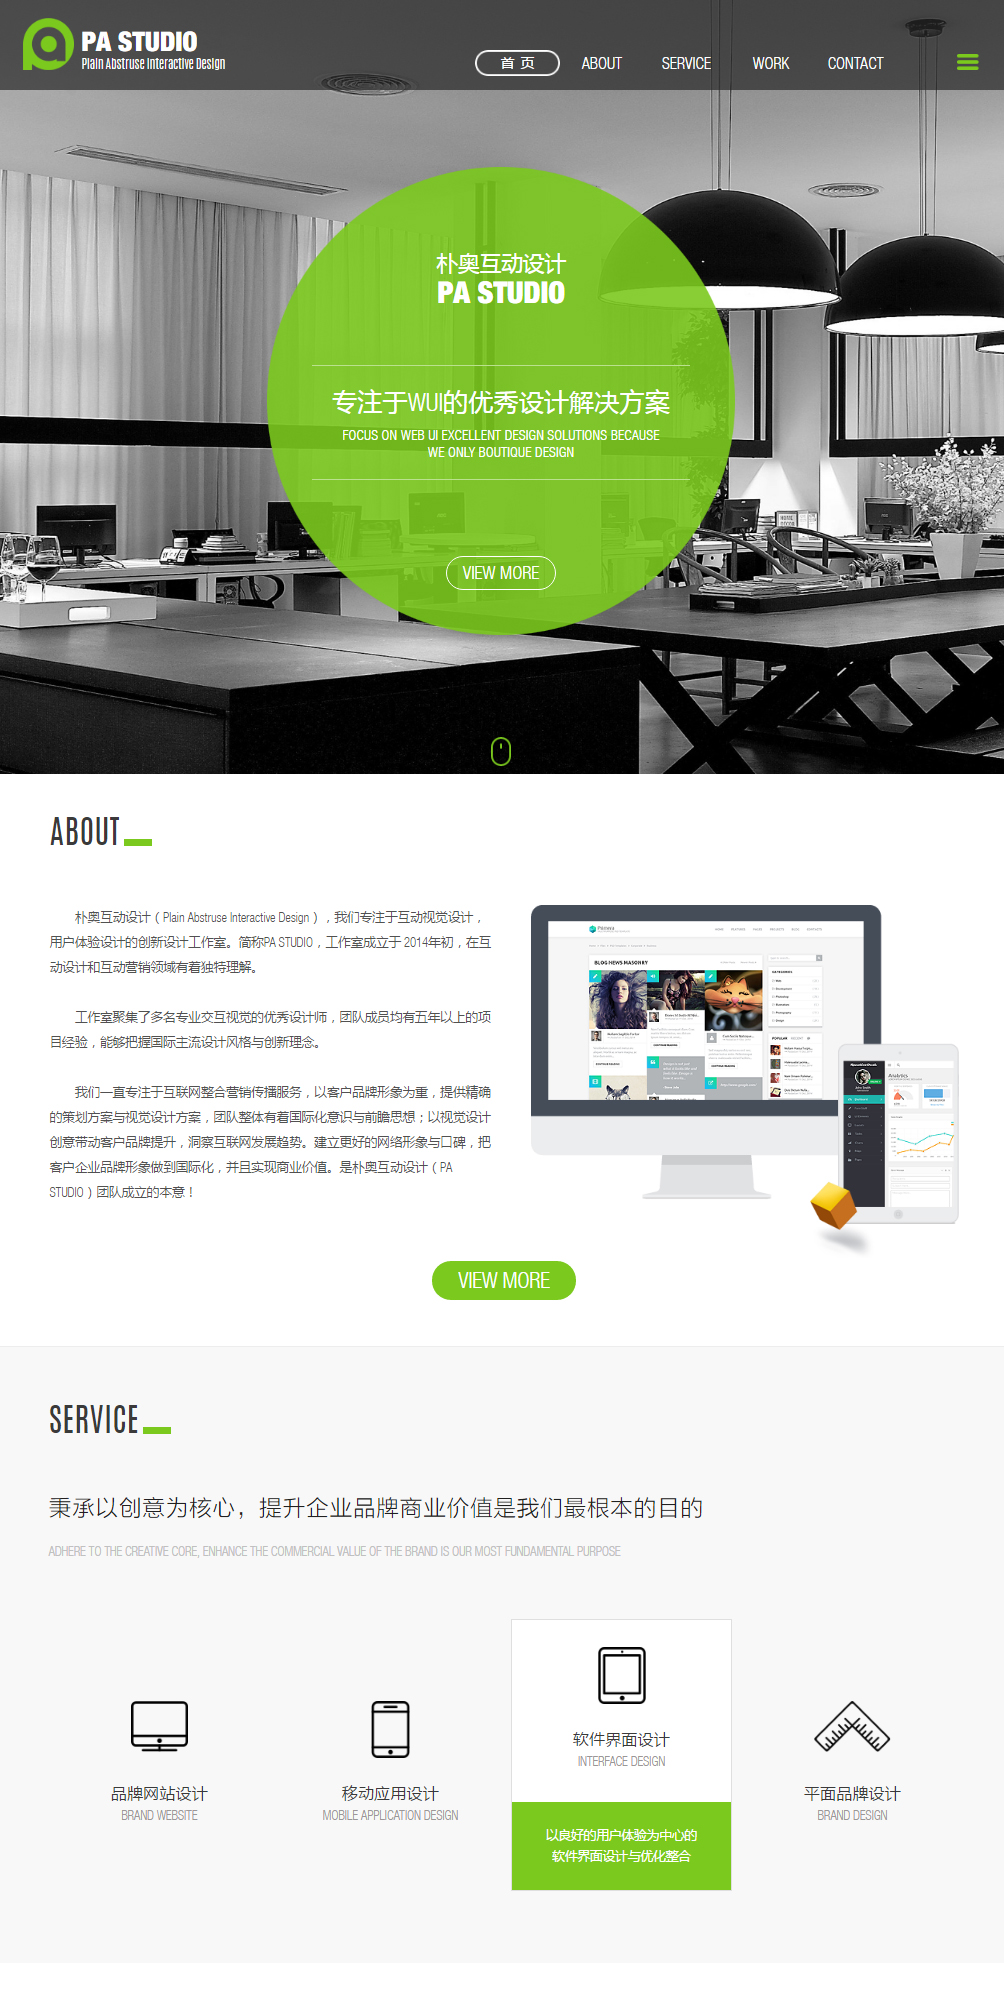 PA STUDIO
Plain Abstruse Interactive Design
首 页
ABOUT
SERVICE
WORK
CONTACT
朴奥互动设计
PA STUDIO
专注于WUI的优秀设计解决方案
FOCUS ON WEB UI EXCELLENT DESIGN SOLUTIONS BECAUSE
WE ONLY BOUTIQUE DESIGN
VIEW MORE
ABOUT
朴奥互动设计（Plain Abstruse Interactive Design），我们专注于互动视觉设计，
用户体验设计的创新设计工作室。简称PA STUDIO，工作室成立于 2014年初，在互
动设计和互动营销领域有着独特理解。
工作室聚集了多名专业交互视觉的优秀设计师，团队成员均有五年以上的项
目经验，能够把握国际主流设计风格与创新理念。
我们一直专注于互联网整合营销传播服务，以客户品牌形象为重，提供精确
的策划方案与视觉设计方案，团队整体有着国际化意识与前瞻思想；以视觉设计
创意带动客户品牌提升，洞察互联网发展趋势。建立更好的网络形象与口碑，把
客户企业品牌形象做到国际化，并且实现商业价值。是朴奥互动设计（PA
STUDIO）团队成立的本意！
BLOG NEWS MASONRY
Analytics
VIEW MORE
SERVICE
秉承以创意为核心，提升企业品牌商业价值是我们最根本的目的
ADHERE TO THE CREATIVE CORE, ENHANCE THE COMMERCIAL VALUE OF THE BRAND IS OUR MOST FUNDAMENTAL PURPOSE
品牌网站设计
BRAND WEBSITE
移动应用设计
MOBILE APPLICATION DESIGN
软件界面设计
INTERFACE DESIGN
以良好的用户体验为中心的
软件界面设计与优化整合
平面品牌设计
BRAND DESIGN